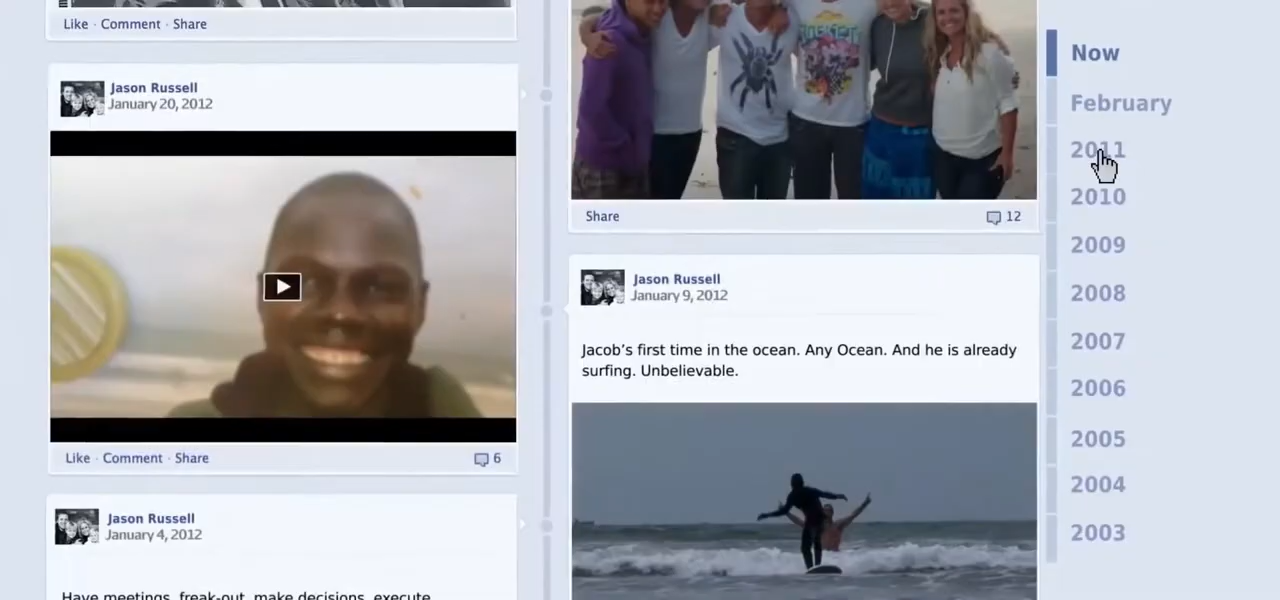 Like · Comment · Share
Jason Russell
January 20, 2012
Like · Comment · Share
6
Jason Russell
January 4, 2012
Have meetings, freak-out, make decisions, execute
Share
12
Jason Russell
January 9, 2012
Jacob's first time in the ocean. Any Ocean. And he is already
surfing. Unbelievable.
Now
February
2011
2010
2009
2008
2007
2006
2005
2004
2003